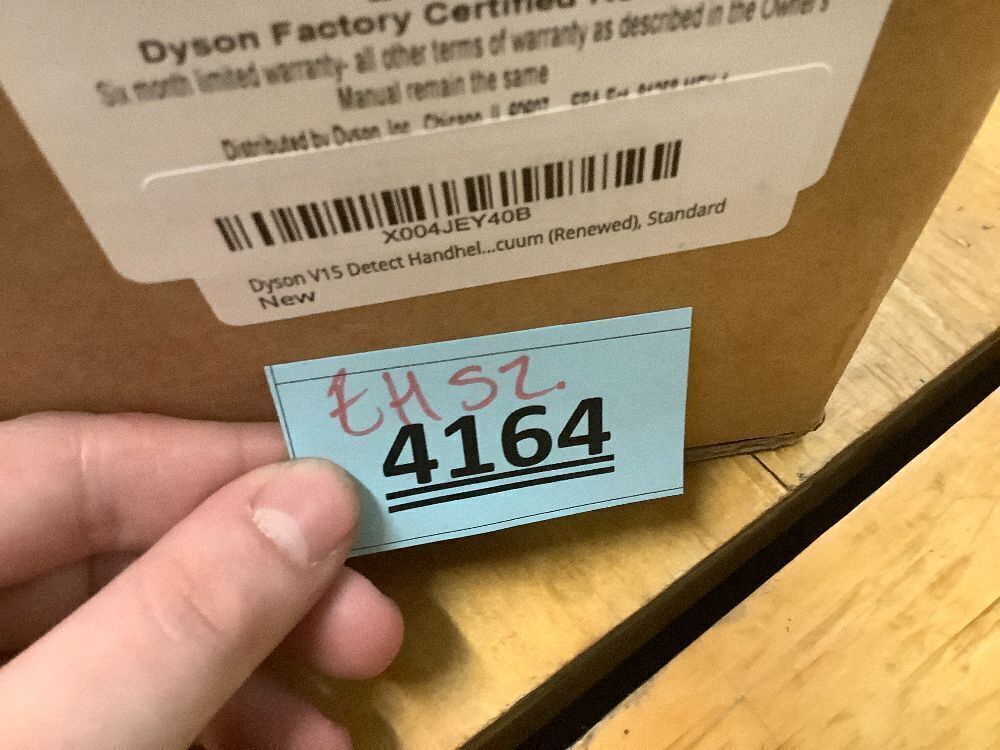 Dyson Factory Certified
Six month limited warranty- all other terms of warranty as described in the Owner's
Manual remain the same
Distributed by Dyson, Inc., Chicago, IL
X004JEY40B
Dyson V15 Detect Handhel...cuum (Renewed), Standard
New
EHSZ.
4164